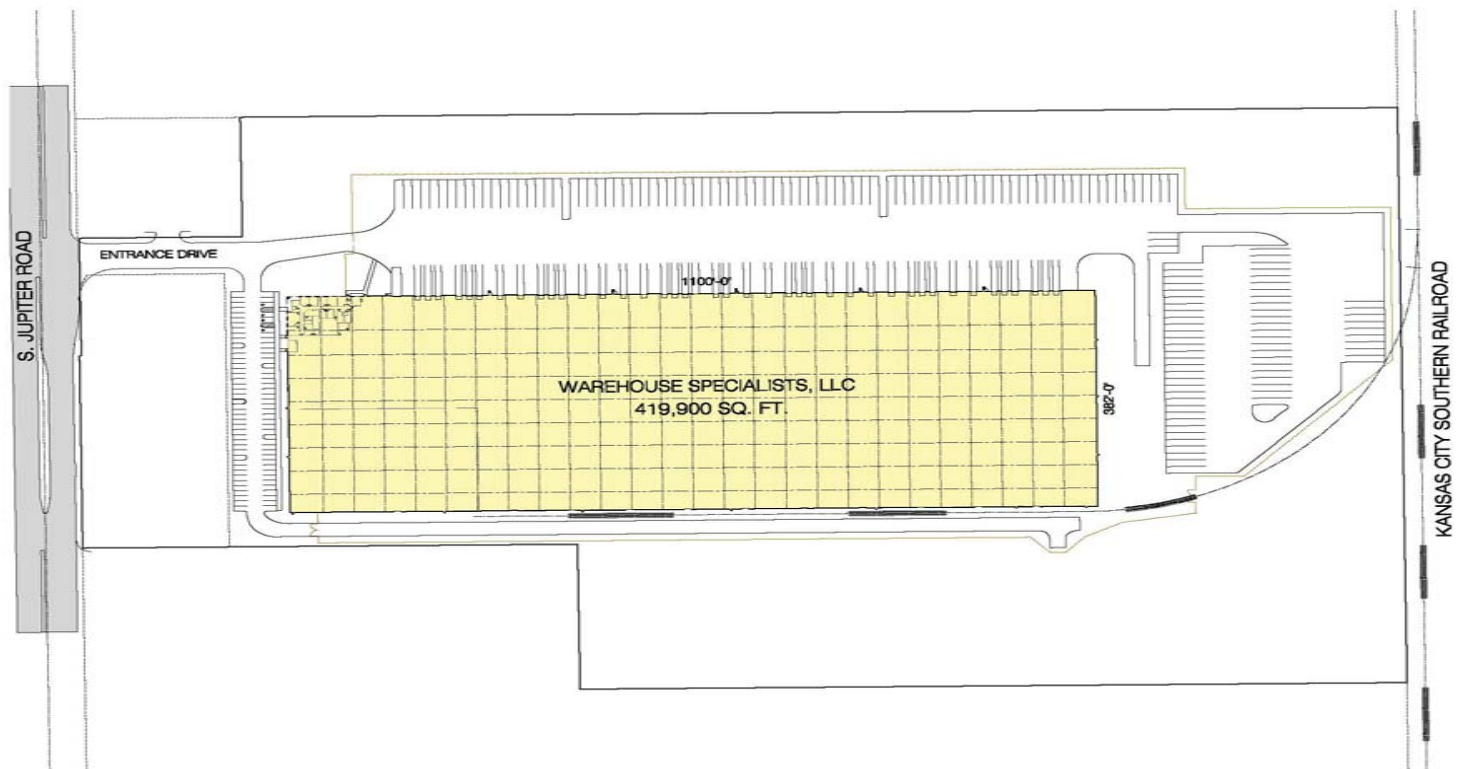 S. JUPITER ROAD
ENTRANCE DRIVE
1100'-0"
WAREHOUSE SPECIALISTS, LLC
419,900 SQ. FT.
382'-0"
KANSAS CITY SOUTHERN RAILROAD